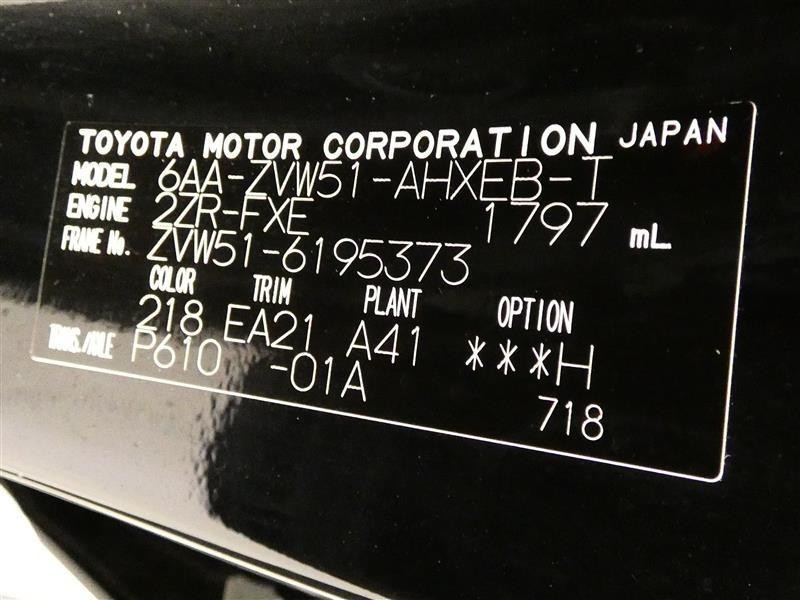 TOYOTA MOTOR CORPORATION JAPAN
MODEL 6AA-ZVW51-AHXEB-T
ENGINE 2ZR-FXE 1797 mL
FRAME No. ZVW51-6195373
COLOR TRIM PLANT OPTION
218 EA21 A41 ***H
TRANS./AXLE P610 -01A 718